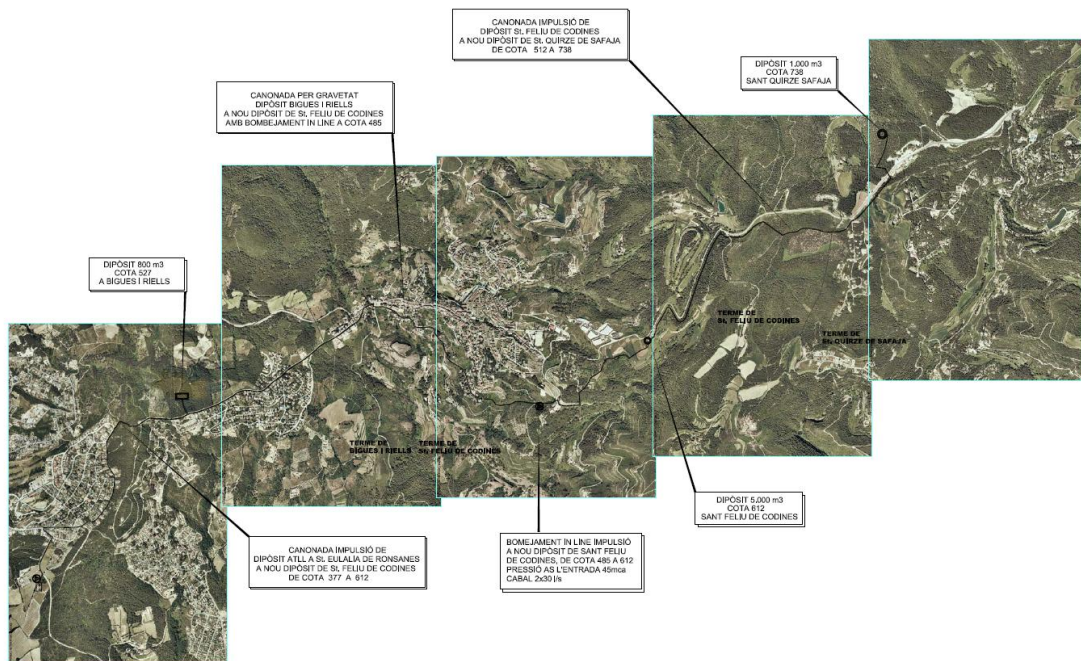 CANONADA IMPULSIÓ DE
DIPÒSIT St. FELIU DE CODINES
A NOU DIPÒSIT DE St. QUIRZE DE SAFAJA
DE COTA 512 A 738
DIPÒSIT 1,000 m3
COTA 738
SANT QUIRZE SAFAJA
CANONADA PER GRAVETAT
DIPÒSIT BIGUES I RIELLS
A NOU DIPÒSIT DE St. FELIU DE CODINES
AMB BOMBEJAMENT IN LINE A COTA 485
DIPÒSIT 800 m3
COTA 527
A BIGUES I RIELLS
TERME DE
St. FELIU DE CODINES
TERME DE
St. QUIRZE DE SAFAJA
TERME DE
BIGUES I RIELLS
TERME DE
St. FELIU DE CODINES
DIPÒSIT 5,000 m3
COTA 612
SANT FELIU DE CODINES
CANONADA IMPULSIÓ DE
DIPÒSIT ATLL A St. EULALÍA DE RONSANES
A NOU DIPÒSIT DE St. FELIU DE CODINES
DE COTA 377 A 612
BOMEJAMENT IN LINE IMPULSIÓ
A NOU DIPÒSIT DE SANT FELIU
DE CODINES, DE COTA 485 A 612
PRESSIÓ AS L'ENTRADA 45mca
CABAL 2x30 l/s